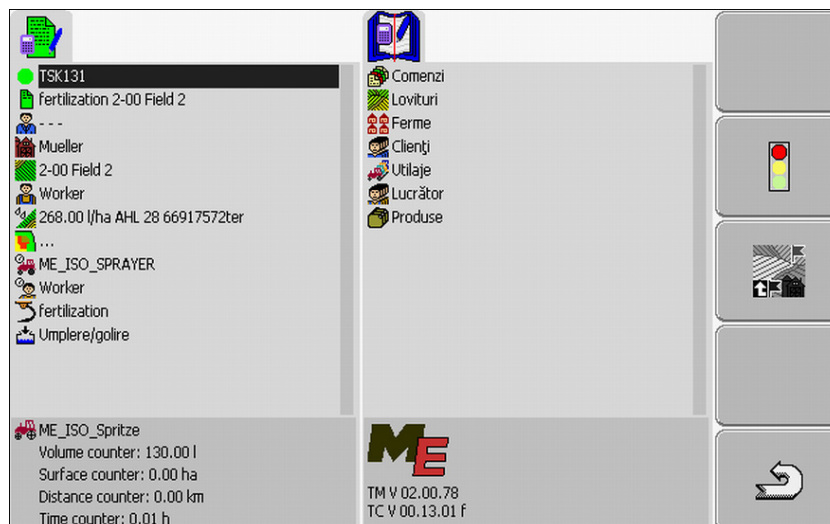 TSK131
fertilization 2-00 Field 2
---
Mueller
2-00 Field 2
Worker
268.00 l/ha AHL 28 66917572ter
...
ME_ISO_SPRAYER
Worker
fertilization
Umplere/golire
ME_ISO_Spritze
Volume counter: 130.00 l
Surface counter: 0.00 ha
Distance counter: 0.00 km
Time counter: 0.01 h
Comenzi
Lovituri
Ferme
Clienţi
Utilaje
Lucrător
Produse
ME
TM V 02.00.78
TC V 00.13.01 f